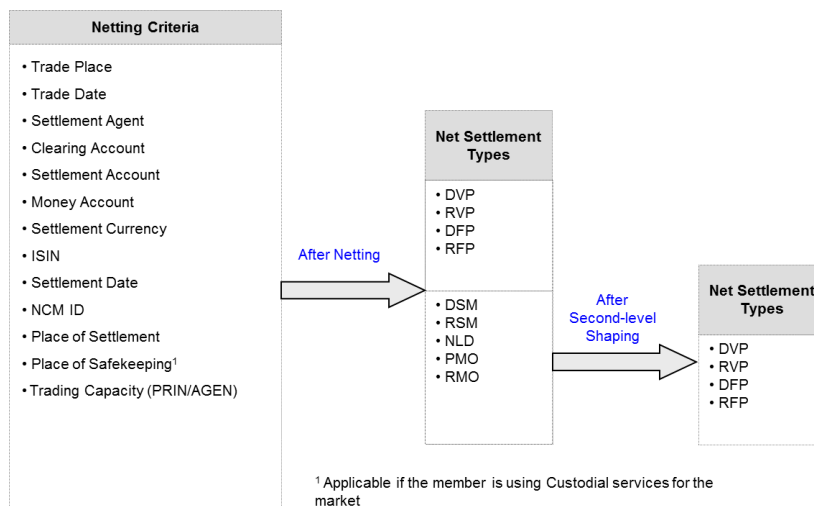 Netting Criteria
• Trade Place
• Trade Date
• Settlement Agent
• Clearing Account
• Settlement Account
• Money Account
• Settlement Currency
• ISIN
• Settlement Date
• NCM ID
• Place of Settlement
• Place of Safekeeping¹
• Trading Capacity (PRIN/AGEN)
After Netting
Net Settlement
Types
• DVP
• RVP
• DFP
• RFP
• DSM
• RSM
• NLD
• PMO
• RMO
After
Second-level
Shaping
Net Settlement
Types
• DVP
• RVP
• DFP
• RFP
¹ Applicable if the member is using Custodial services for the
market